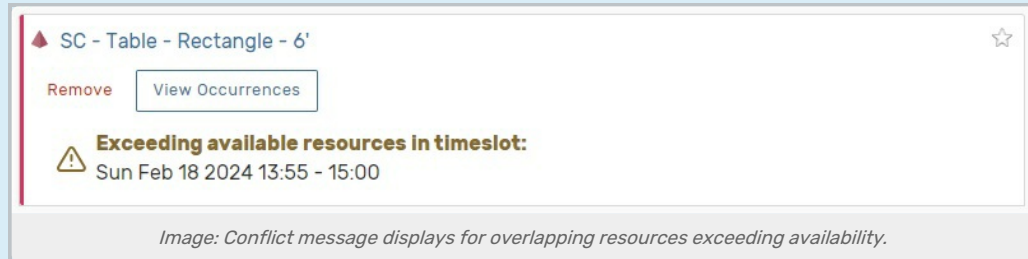 SC - Table - Rectangle - 6'
Remove
View Occurrences
Exceeding available resources in timeslot:
Sun Feb 18 2024 13:55 - 15:00
Image: Conflict message displays for overlapping resources exceeding availability.